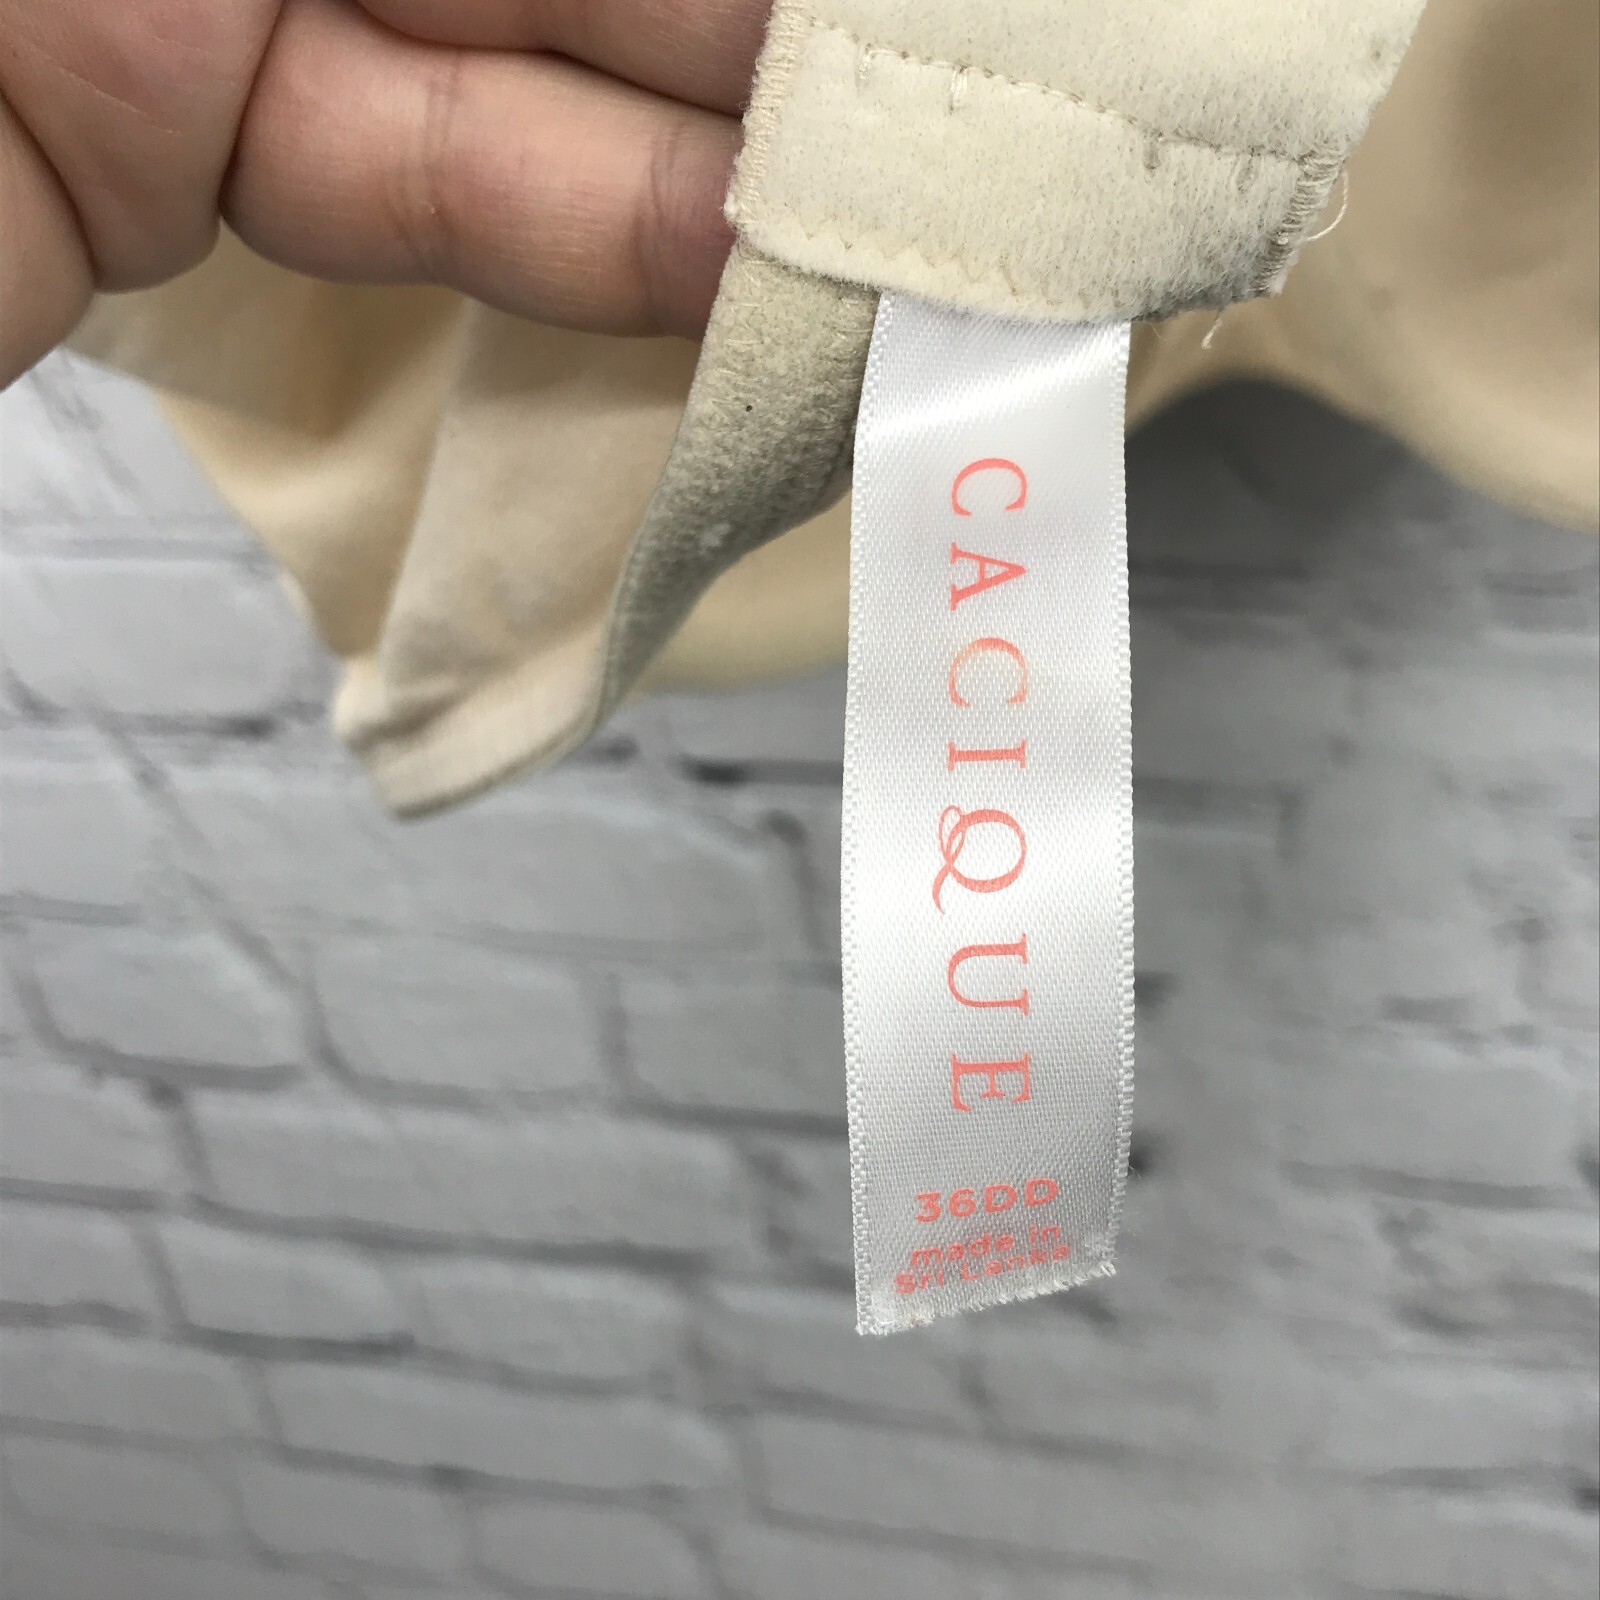 CACIQUE
36DD
made in
Sri Lanka